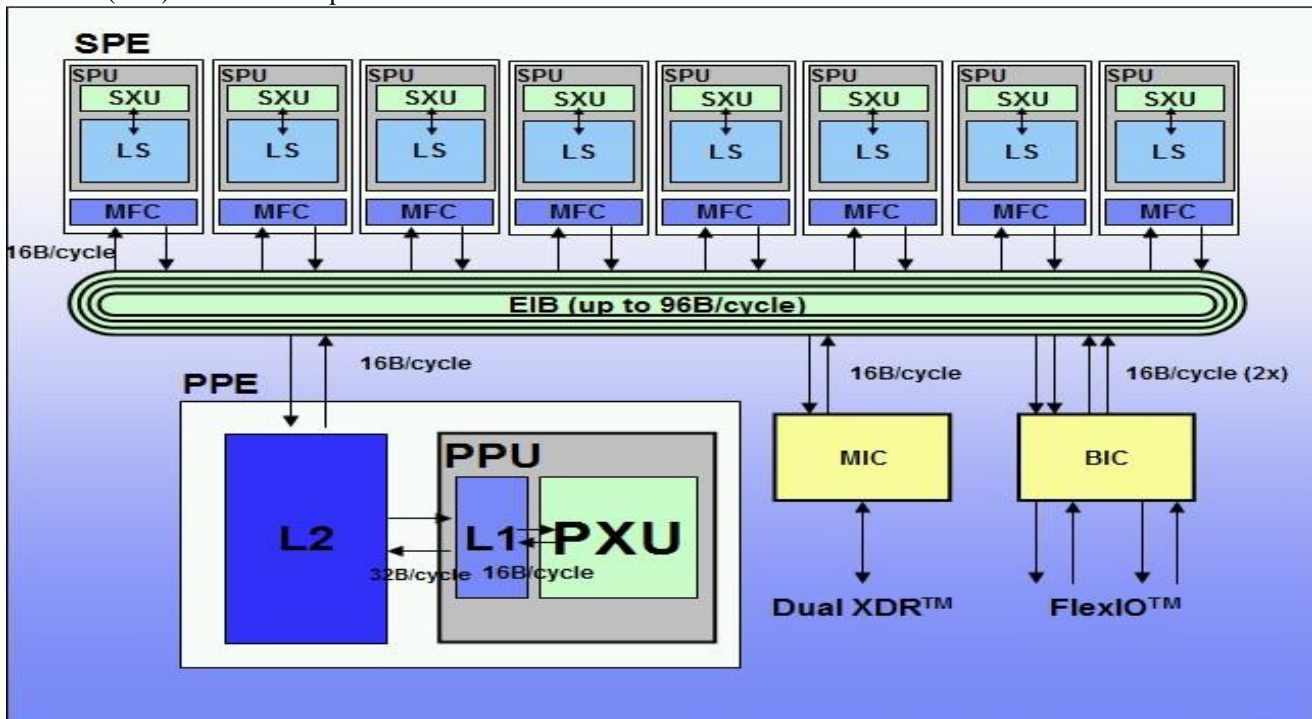 SPE
SPU SPU SPU SPU SPU SPU SPU SPU
SXU SXU SXU SXU SXU SXU SXU SXU
LS LS LS LS LS LS LS LS
MFC MFC MFC MFC MFC MFC MFC MFC
16B/cycle
EIB (up to 96B/cycle)
16B/cycle 16B/cycle 16B/cycle (2x)
PPE
PPU
MIC BIC
L2 L1 PXU
32B/cycle 16B/cycle
Dual XDR™ FlexIO™